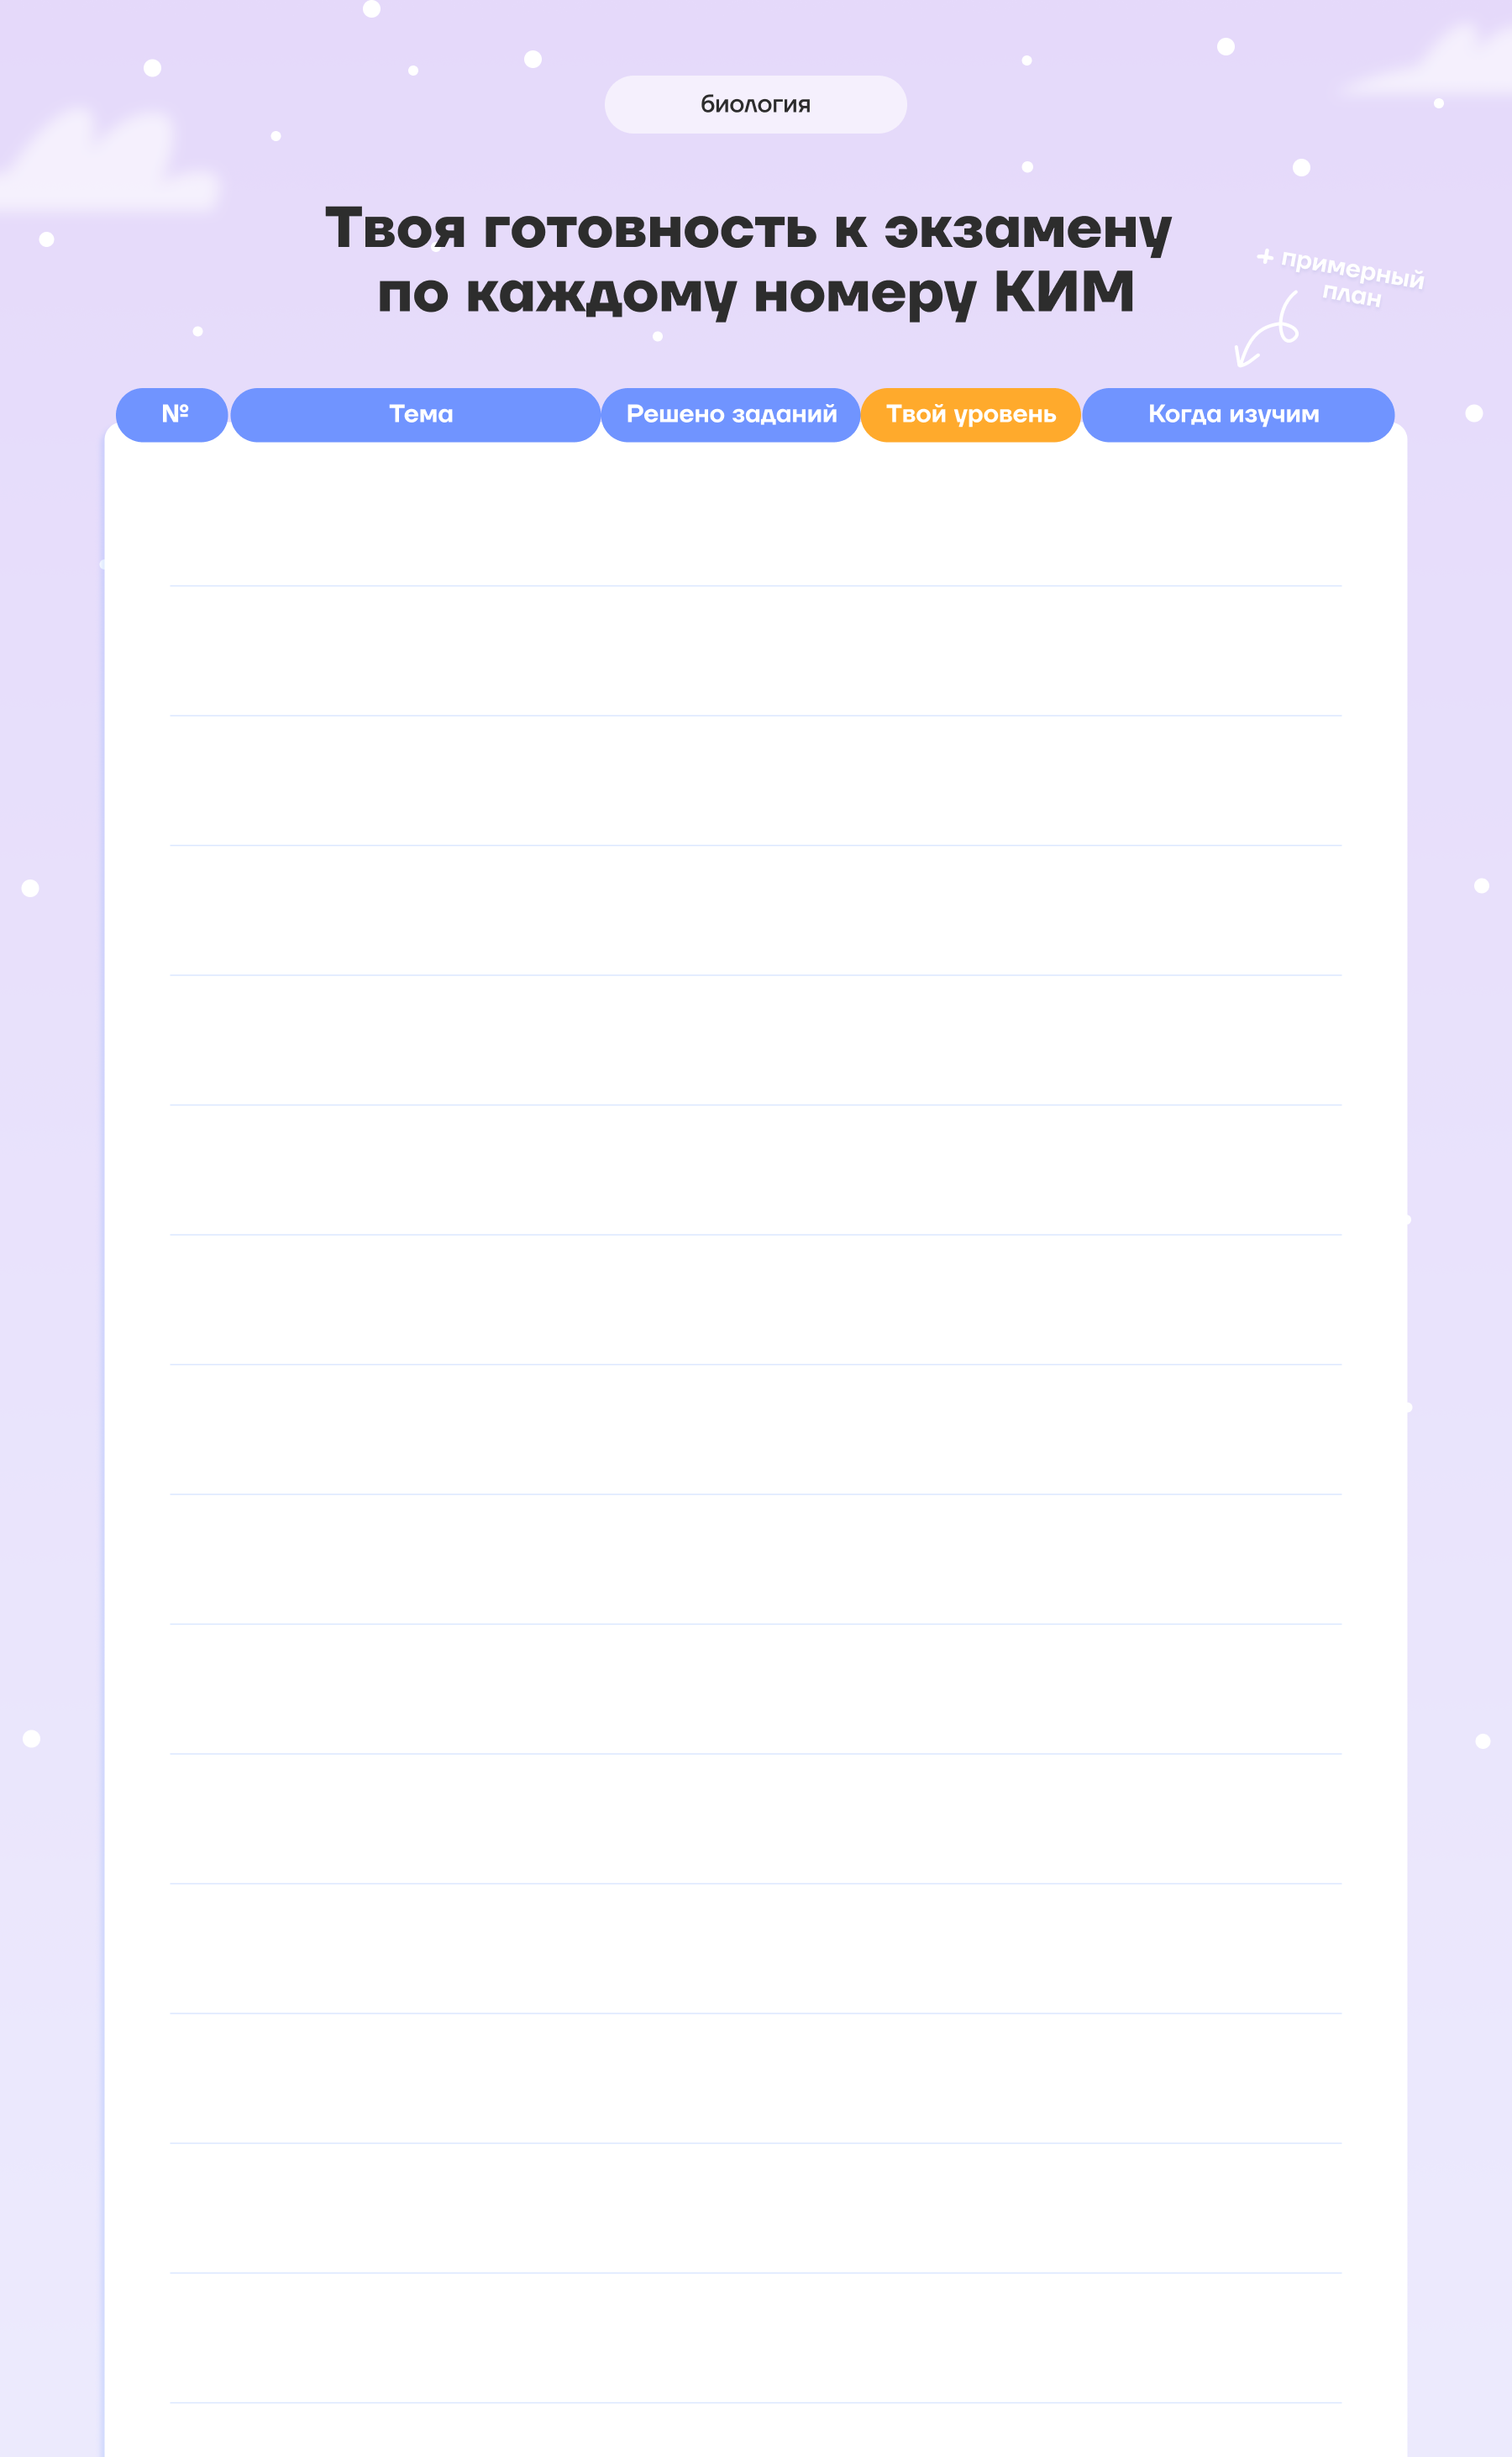 биология
Твоя готовность к экзамену
по каждому номеру КИМ
+ примерный
план
№ Тема Решено заданий Твой уровень Когда изучим